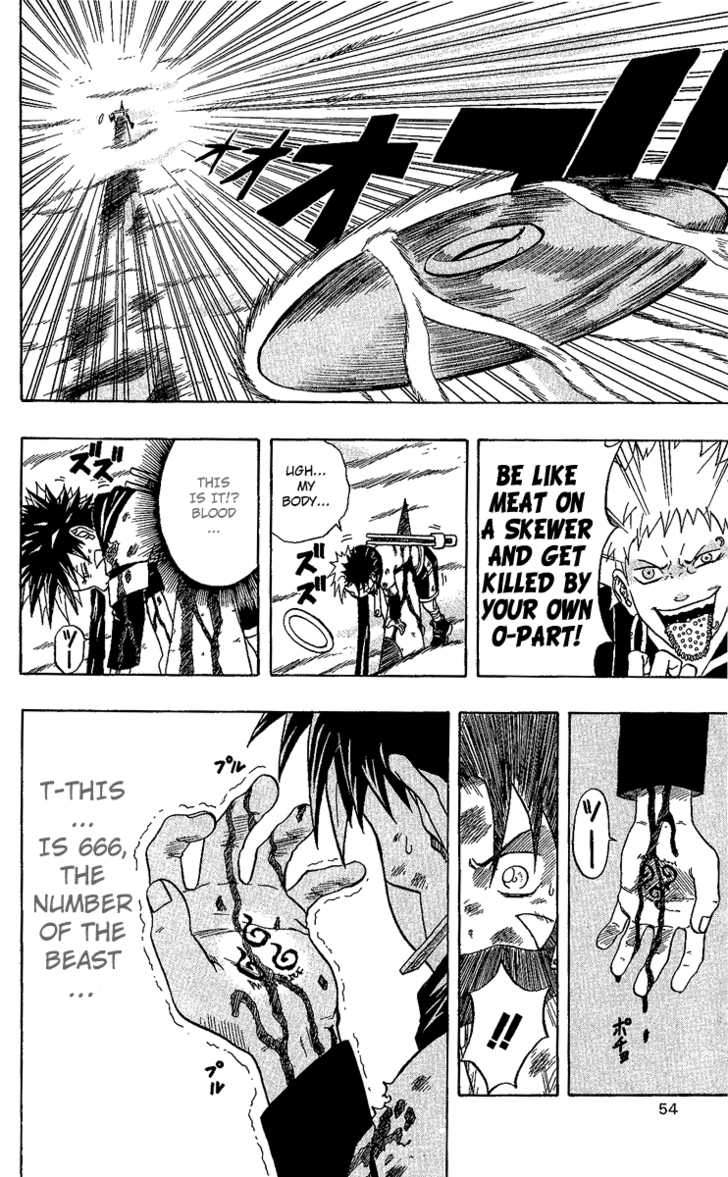 オオオオオ
BE LIKE
MEAT ON
A SKEWER
AND GET
KILLED BY
YOUR OWN
O-PART!
UGH...
MY
BODY...
ズズ
THIS
IS IT!?
BLOOD
...
ズズ
ツー
ツー
ポチョ
!!
T-THIS
...
IS 666,
THE
NUMBER
OF THE
BEAST
...
プル
プル
54